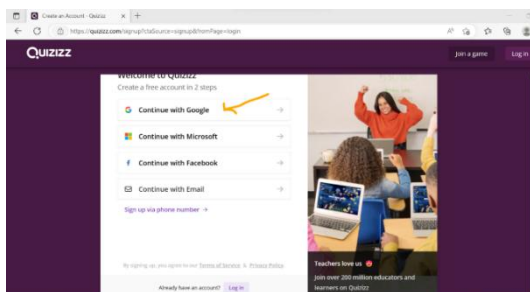 Create an Account - Quizizz
https://quizizz.com/signup?ctaSource=signup&fromPage=login
Quizizz
Join a game
Log in
Welcome to Quizizz
Create a free account in 2 steps
Continue with Google
Continue with Microsoft
Continue with Facebook
Continue with Email
Sign up via phone number
By signing up, you agree to our Terms of Service & Privacy Policy
Already have an account? Log in
Teachers love us
Join over 200 million educators and
learners on Quizizz